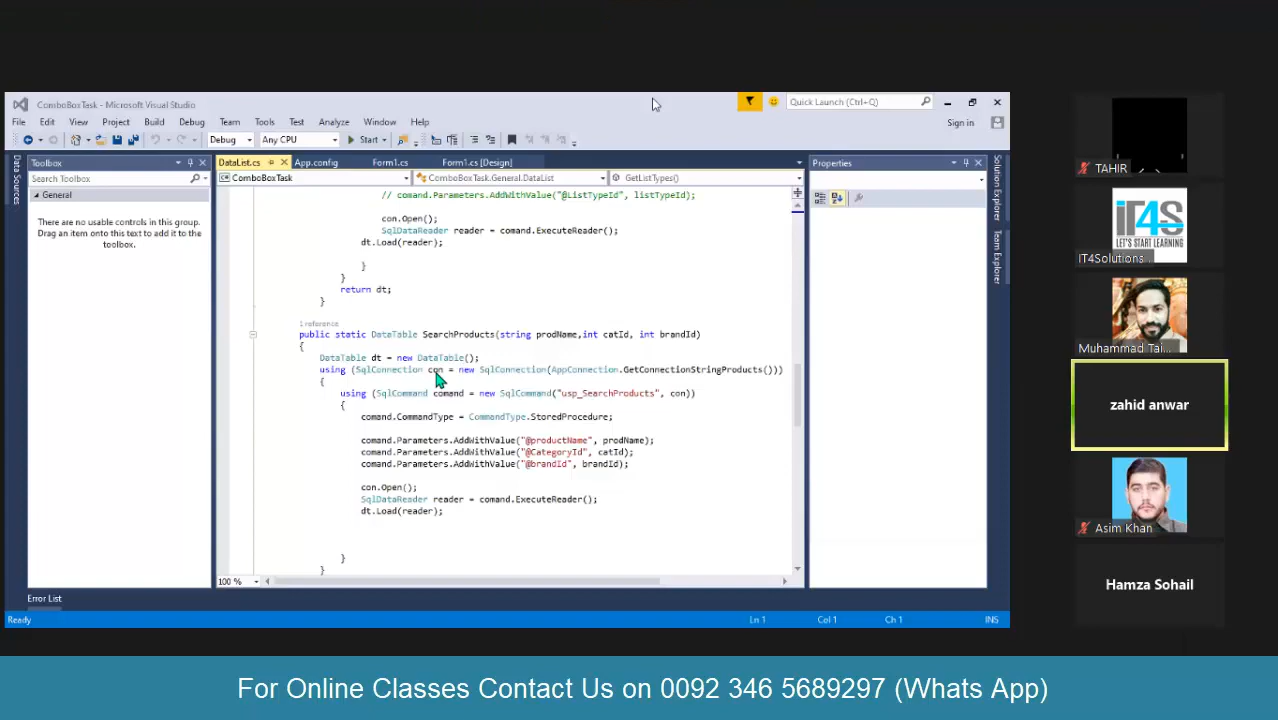 ComboBoxTask - Microsoft Visual Studio
Quick Launch (Ctrl+Q)
File Edit View Project Build Debug Team Tools Test Analyze Window Help
Sign in
Debug Any CPU Start
Data Sources
Toolbox
Search Toolbox
General
There are no usable controls in this group.
Drag an item onto this text to add it to the
toolbox.
DataList.cs App.config Form1.cs Form1.cs [Design]
ComboBoxTask ComboBoxTask.General.DataList GetListTypes()
// comand.Parameters.AddWithValue("@ListTypeId", listTypeId);
con.Open();
SqlDataReader reader = comand.ExecuteReader();
dt.Load(reader);
}
}
return dt;
}
1 reference
public static DataTable SearchProducts(string prodName,int catId, int brandId)
{
DataTable dt = new DataTable();
using (SqlConnection con = new SqlConnection(AppConnection.GetConnectionStringProducts()))
{
using (SqlCommand comand = new SqlCommand("usp_SearchProducts", con))
{
comand.CommandType = CommandType.StoredProcedure;
comand.Parameters.AddWithValue("@productName", prodName);
comand.Parameters.AddWithValue("@CategoryId", catId);
comand.Parameters.AddWithValue("@brandId", brandId);
con.Open();
SqlDataReader reader = comand.ExecuteReader();
dt.Load(reader);
}
}
100 %
Properties
Solution Explorer
Team Explorer
Error List
Ready Ln 1 Col 1 Ch 1 INS
TAHIR
iT4S
LET'S START LEARNING
IT4Solutions
Muhammad Tai...
zahid anwar
Asim Khan
Hamza Sohail
For Online Classes Contact Us on 0092 346 5689297 (Whats App)